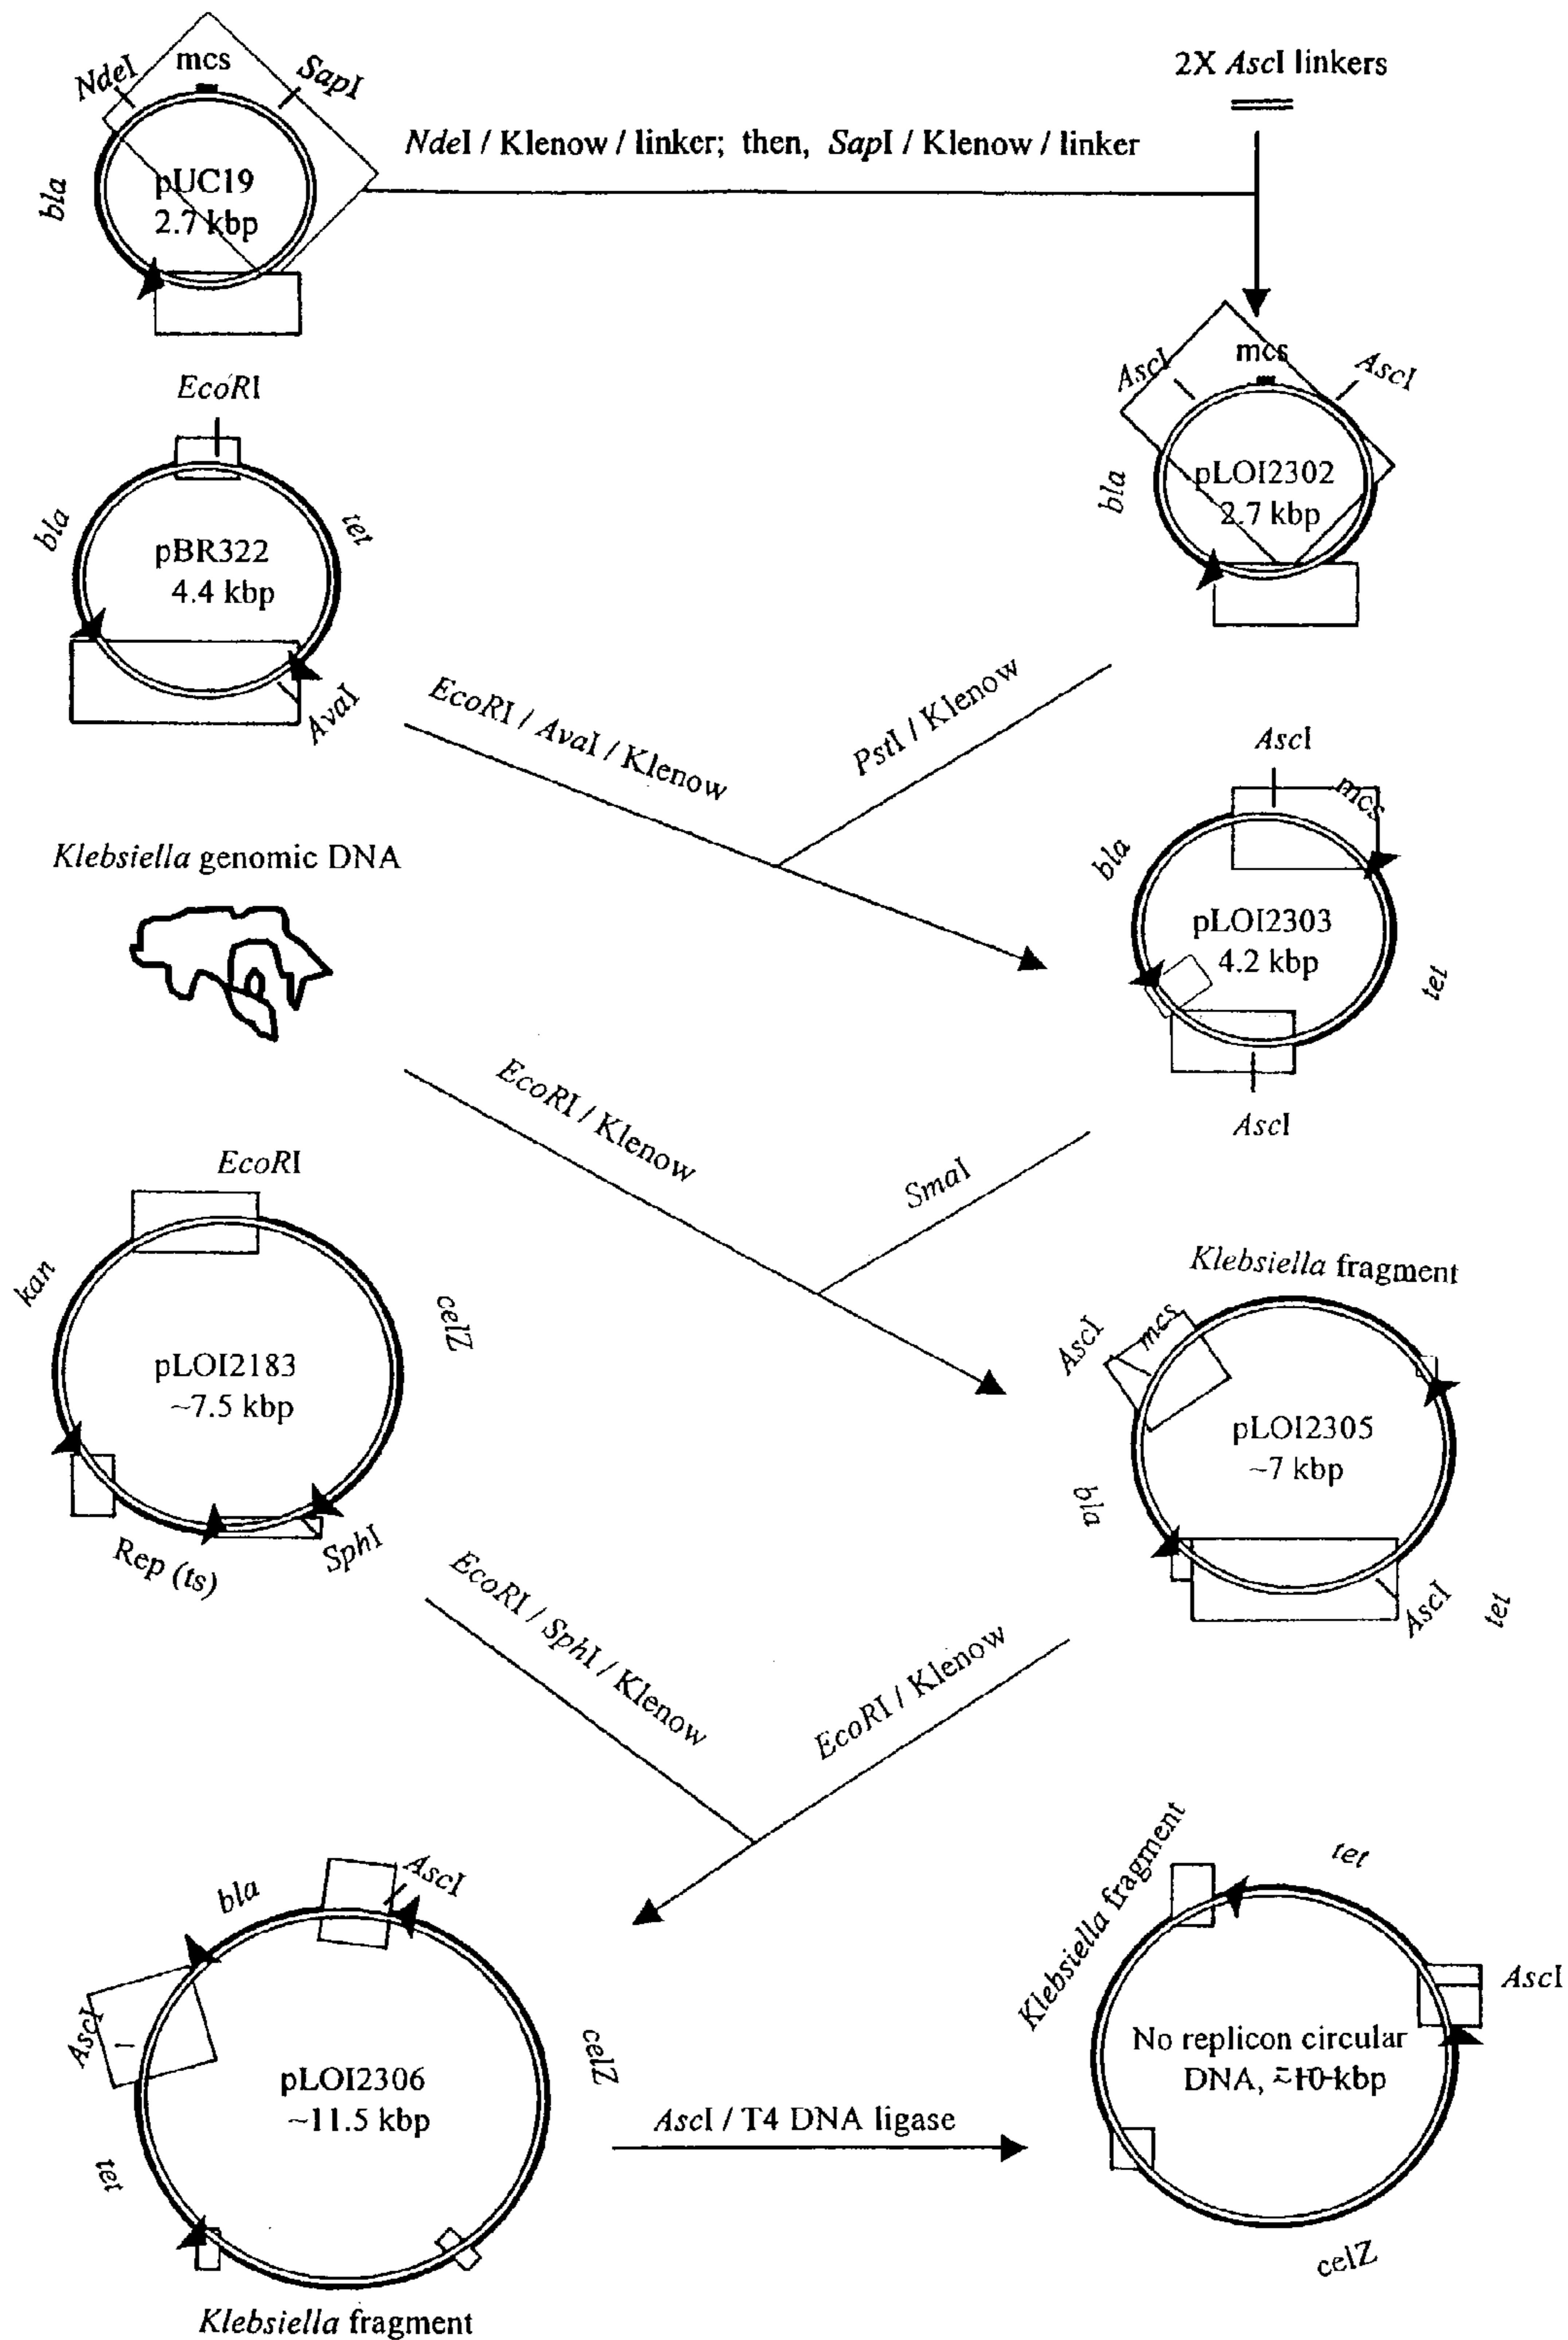 NdeI
mcs
SapI
bla
pUC19
2.7 kbp
NdeI / Klenow / linker; then, SapI / Klenow / linker
2X AscI linkers
AscI
mcs
AscI
bla
pLOI2302
2.7 kbp
EcoRI
bla
tet
pBR322
4.4 kbp
AvaI
EcoRI / AvaI / Klenow
PstI / Klenow
AscI
mcs
bla
pLOI2303
4.2 kbp
tet
AscI
Klebsiella genomic DNA
EcoRI / Klenow
SmaI
EcoRI
kan
celZ
pLOI2183
~7.5 kbp
Rep (ts)
SphI
Klebsiella fragment
AscI
mcs
pLOI2305
~7 kbp
bla
AscI
tet
EcoRI / SphI / Klenow
EcoRI / Klenow
bla
AscI
AscI
celZ
pLOI2306
~11.5 kbp
tet
Klebsiella fragment
AscI / T4 DNA ligase
Klebsiella fragment
tet
AscI
No replicon circular
DNA, ~10 kbp
celZ